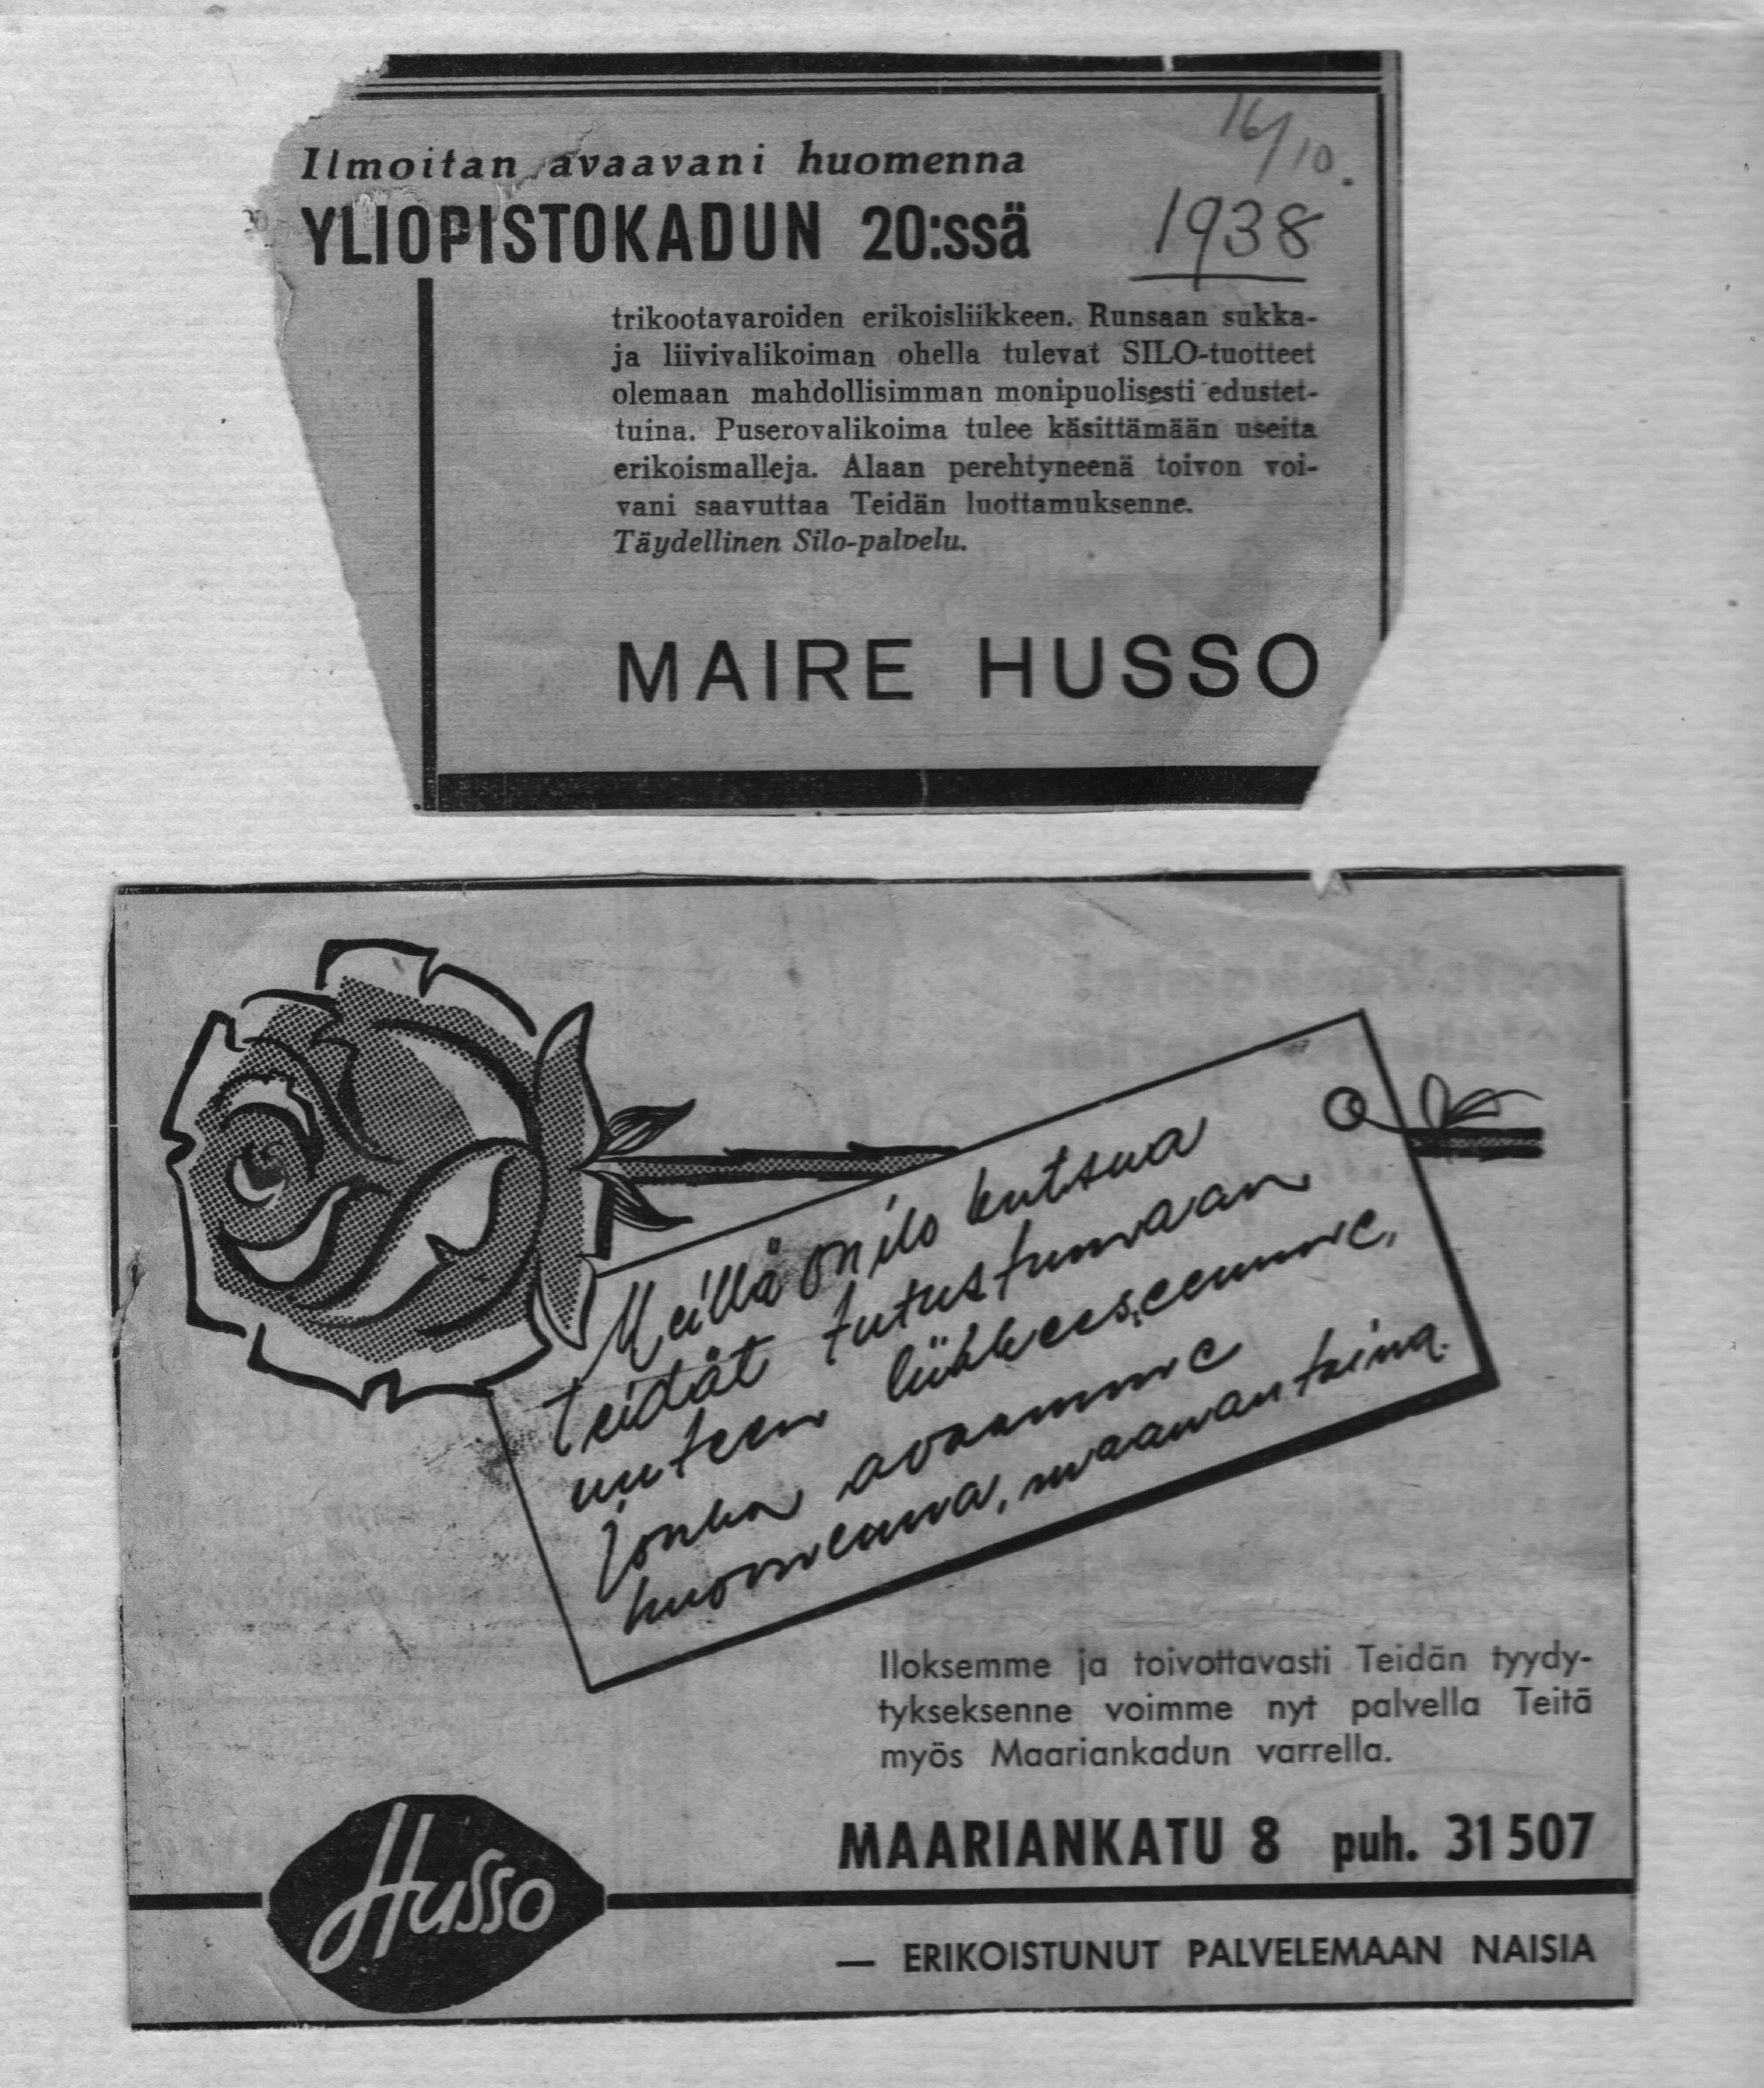 16/10.
1938
Ilmoitan avaavani huomenna
YLIOPISTOKADUN 20:ssä
trikootavaroiden erikoisliikkeen. Runsaan sukka-
ja liivivalikoiman ohella tulevat SILO-tuotteet
olemaan mahdollisimman monipuolisesti edustet-
tuina. Puserovalikoima tulee käsittämään useita
erikoismalleja. Alaan perehtyneenä toivon voi-
vani saavuttaa Teidän luottamuksenne.
Täydellinen Silo-palvelu.
MAIRE HUSSO
Meillä on ilo kutsua
Teidät tutustumaan
uuteen liikkeeseemme,
jonka avaamme
huomenna, maanantaina.
Iloksemme ja toivottavasti Teidän tyydy-
tykseksenne voimme nyt palvella Teitä
myös Maariankadun varrella.
MAARIANKATU 8 puh. 31 507
Husso
— ERIKOISTUNUT PALVELEMAAN NAISIA